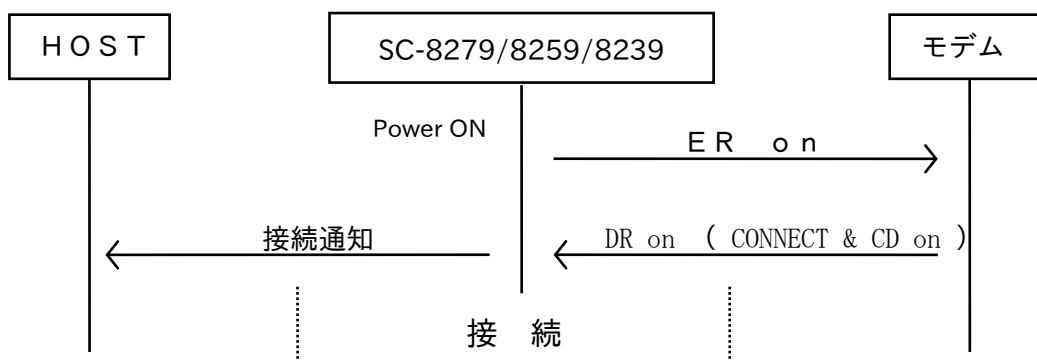 ＨＯＳＴ
SC-8279/8259/8239
モデム
Power ON
ＥＲ　ｏｎ
接続通知
DR on （ CONNECT & CD on ）
接　続